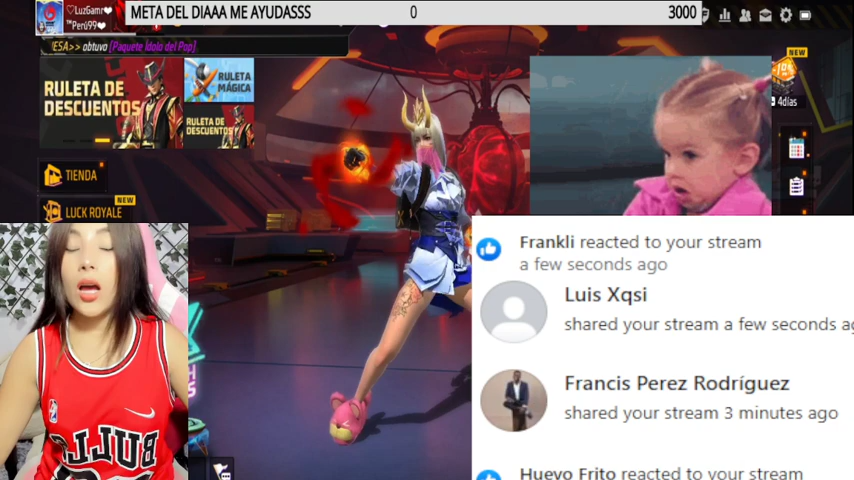 ♡LuzGamr❤
™Perú99❤
META DEL DIAAA ME AYUDASSS
0
3000
ESA>> obtuvo [Paquete Ídolo del Pop]
RULETA DE
DESCUENTOS
RULETA
MÁGICA
RULETA DE
DESCUENTOS
NEW
4días
TIENDA
NEW
LUCK ROYALE
BULLS
Frankli reacted to your stream
a few seconds ago
Luis Xqsi
shared your stream a few seconds ag
Francis Perez Rodríguez
shared your stream 3 minutes ago
Huevo Frito reacted to your stream